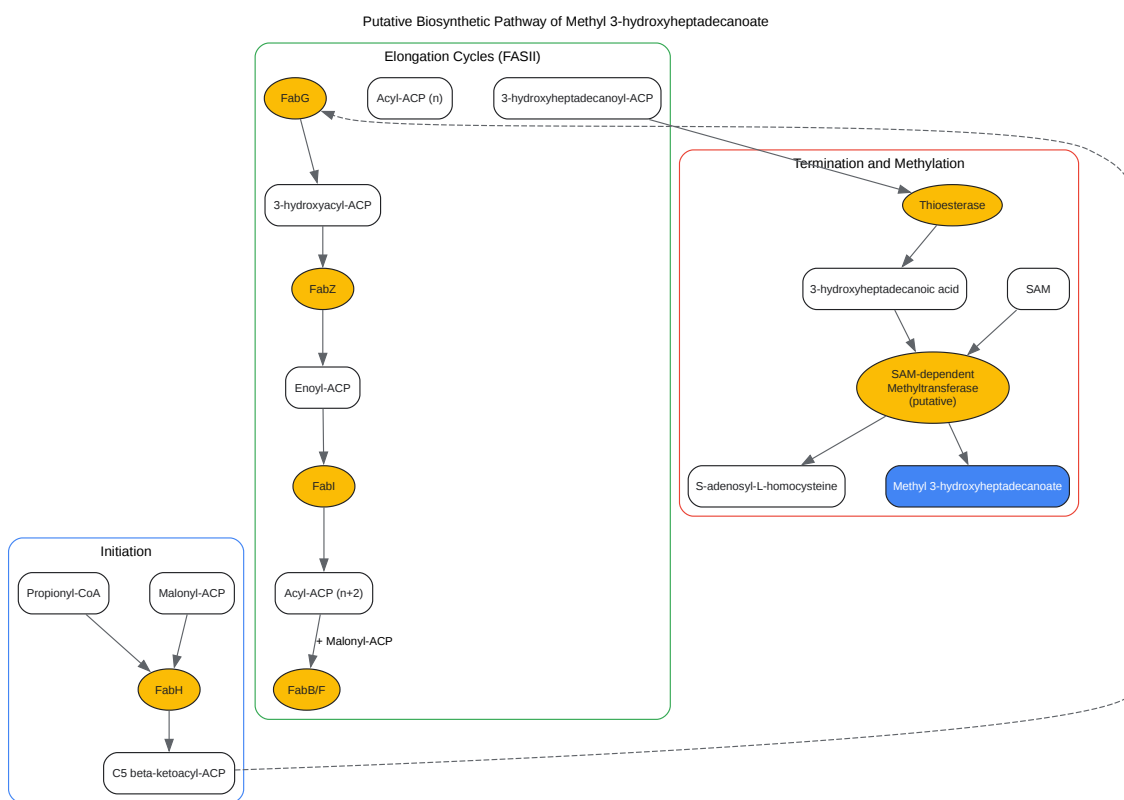 Putative Biosynthetic Pathway of Methyl 3-hydroxyheptadecanoate
Elongation Cycles (FASII)
FabG
Acyl-ACP (n)
3-hydroxyheptadecanoyl-ACP
3-hydroxyacyl-ACP
FabZ
Enoyl-ACP
FabI
Acyl-ACP (n+2)
+ Malonyl-ACP
FabB/F
Termination and Methylation
Thioesterase
3-hydroxyheptadecanoic acid
SAM
SAM-dependent
Methyltransferase
(putative)
S-adenosyl-L-homocysteine
Methyl 3-hydroxyheptadecanoate
Initiation
Propionyl-CoA
Malonyl-ACP
FabH
C5 beta-ketoacyl-ACP